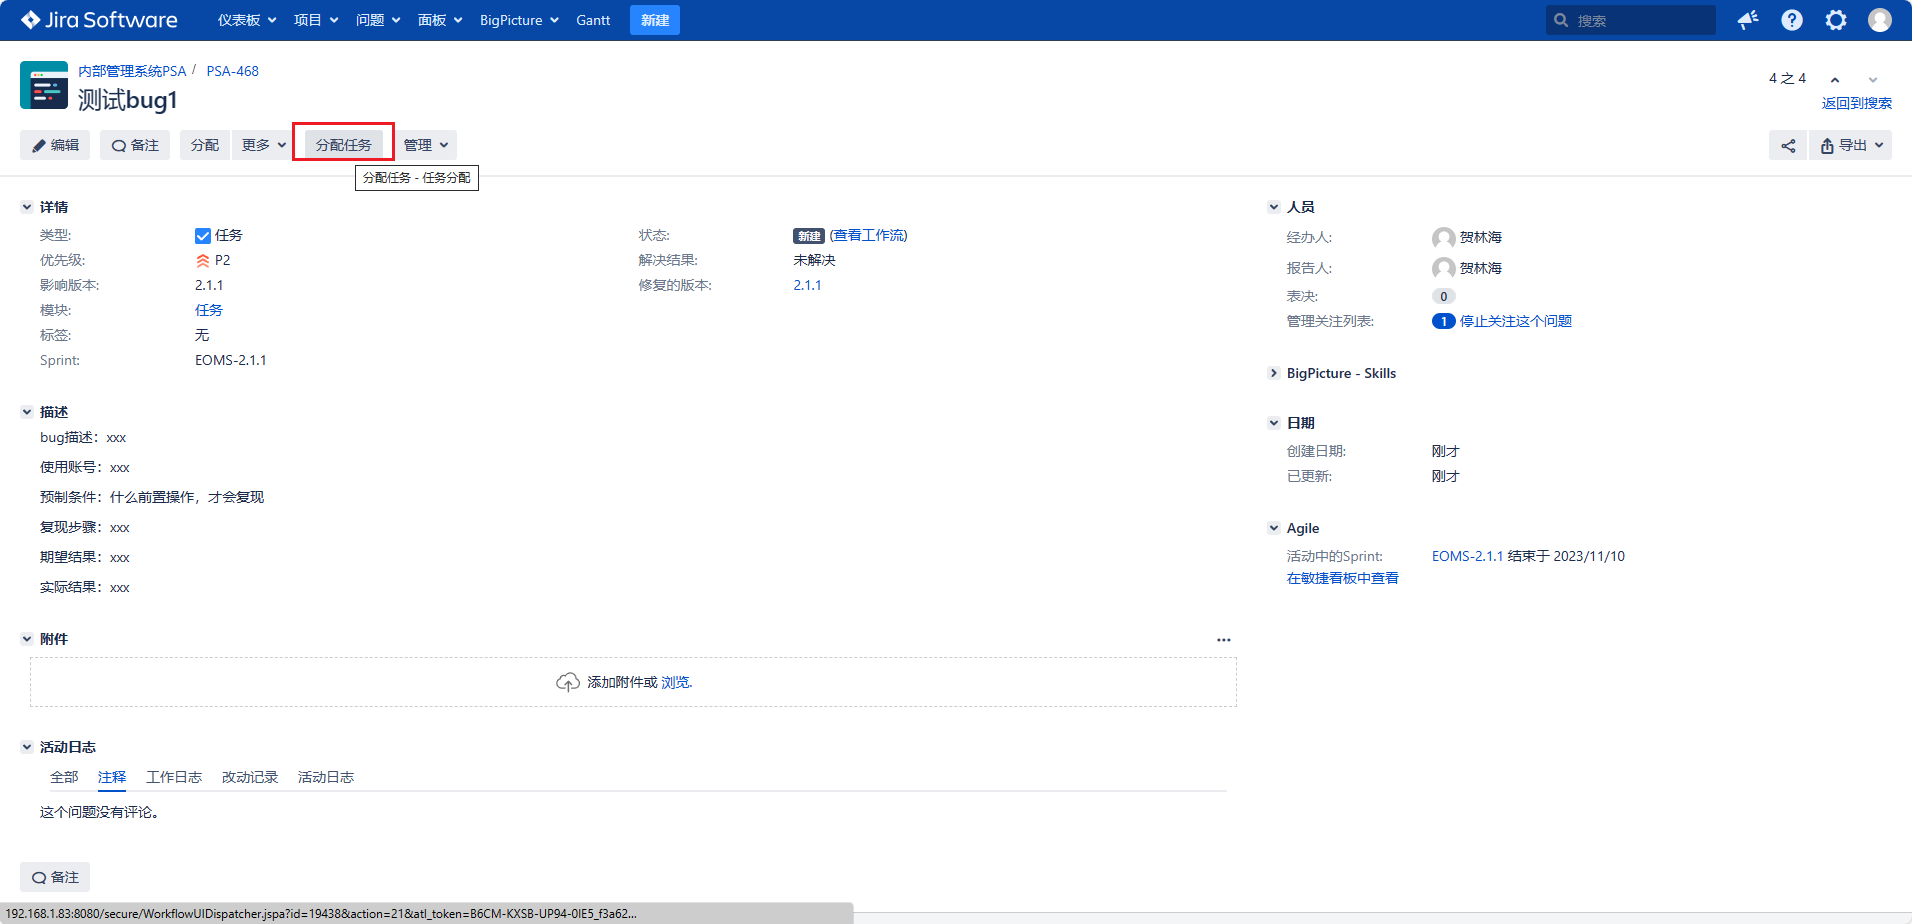 Jira Software 仪表板 项目 问题 面板 BigPicture Gantt 新建 搜索
内部管理系统PSA / PSA-468
测试bug1
4 之 4
返回到搜索
编辑 备注 分配 更多 分配任务 管理 导出
分配任务 - 任务分配
详情
类型: 任务 状态: 新建 (查看工作流)
优先级: P2 解决结果: 未解决
影响版本: 2.1.1 修复的版本: 2.1.1
模块: 任务
标签: 无
Sprint: EOMS-2.1.1
描述
bug描述：xxx
使用账号：xxx
预制条件：什么前置操作，才会复现
复现步骤：xxx
期望结果：xxx
实际结果：xxx
附件
添加附件或 浏览.
活动日志
全部 注释 工作日志 改动记录 活动日志
这个问题没有评论。
备注
人员
经办人: 贺林海
报告人: 贺林海
表决: 0
管理关注列表: 1 停止关注这个问题
BigPicture - Skills
日期
创建日期: 刚才
已更新: 刚才
Agile
活动中的Sprint: EOMS-2.1.1 结束于 2023/11/10
在敏捷看板中查看
192.168.1.83:8080/secure/WorkflowUIDispatcher.jspa?id=19438&action=21&atl_token=B6CM-KXSB-UP94-0IE5_f3a62...